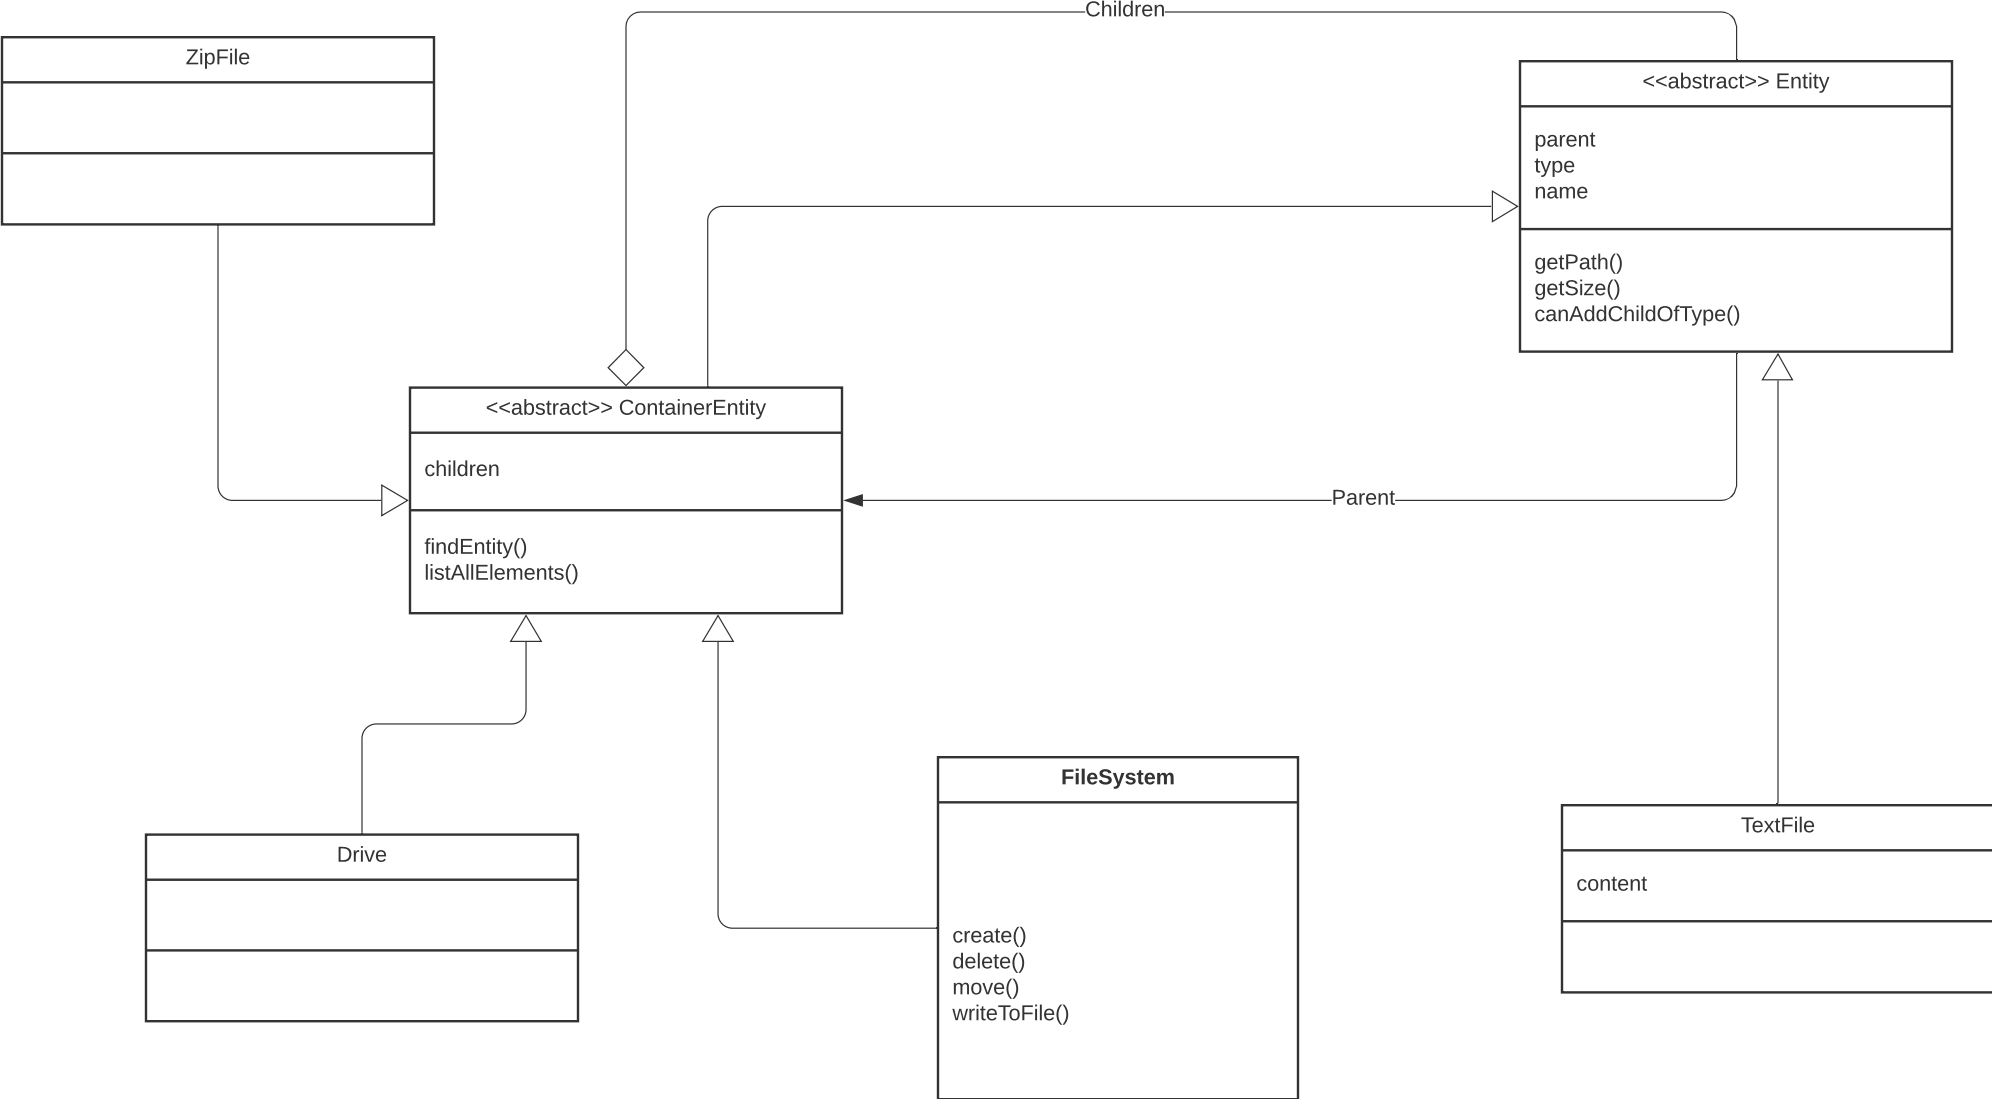 Children
ZipFile
<<abstract>> Entity
parent
type
name
getPath()
getSize()
canAddChildOfType()
<<abstract>> ContainerEntity
children
findEntity()
listAllElements()
Parent
FileSystem
create()
delete()
move()
writeToFile()
TextFile
content
Drive